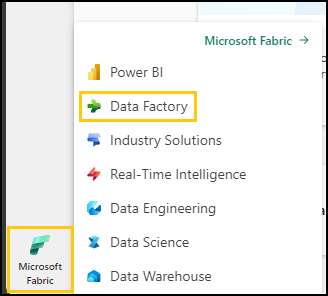 Microsoft Fabric →
Power BI
Data Factory
Industry Solutions
Real-Time Intelligence
Data Engineering
Data Science
Data Warehouse
Microsoft
Fabric